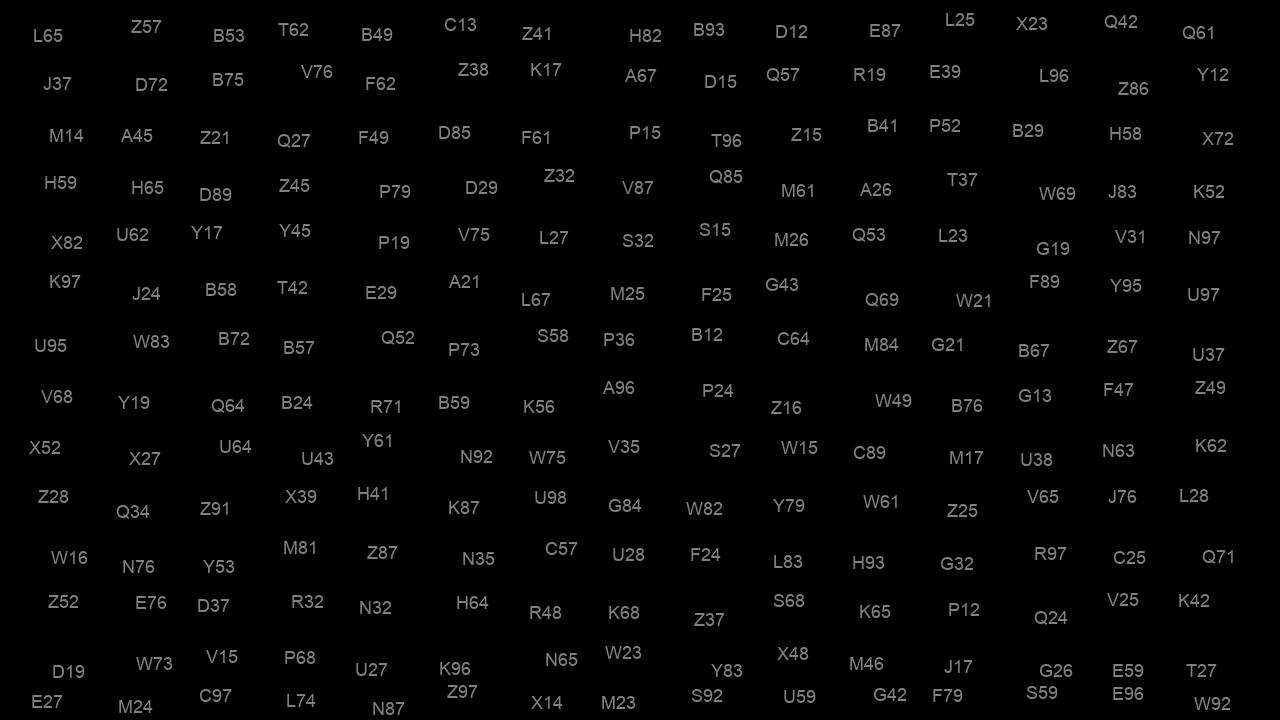 L65 Z57 B53 T62 B49 C13 Z41 H82 B93 D12 E87 L25 X23 Q42 Q61
J37 D72 B75 V76 F62 Z38 K17 A67 D15 Q57 R19 E39 L96 Z86 Y12
M14 A45 Z21 Q27 F49 D85 F61 P15 T96 Z15 B41 P52 B29 H58 X72
H59 H65 D89 Z45 P79 D29 Z32 V87 Q85 M61 A26 T37 W69 J83 K52
X82 U62 Y17 Y45 P19 V75 L27 S32 S15 M26 Q53 L23 G19 V31 N97
K97 J24 B58 T42 E29 A21 L67 M25 F25 G43 Q69 W21 F89 Y95 U97
U95 W83 B72 B57 Q52 P73 S58 P36 B12 C64 M84 G21 B67 Z67 U37
V68 Y19 Q64 B24 R71 B59 K56 A96 P24 Z16 W49 B76 G13 F47 Z49
X52 X27 U64 U43 Y61 N92 W75 V35 S27 W15 C89 M17 U38 N63 K62
Z28 Q34 Z91 X39 H41 K87 U98 G84 W82 Y79 W61 Z25 V65 J76 L28
W16 N76 Y53 M81 Z87 N35 C57 U28 F24 L83 H93 G32 R97 C25 Q71
Z52 E76 D37 R32 N32 H64 R48 K68 Z37 S68 K65 P12 Q24 V25 K42
D19 W73 V15 P68 U27 K96 N65 W23 Y83 X48 M46 J17 G26 E59 T27
E27 M24 C97 L74 N87 Z97 X14 M23 S92 U59 G42 F79 S59 E96 W92